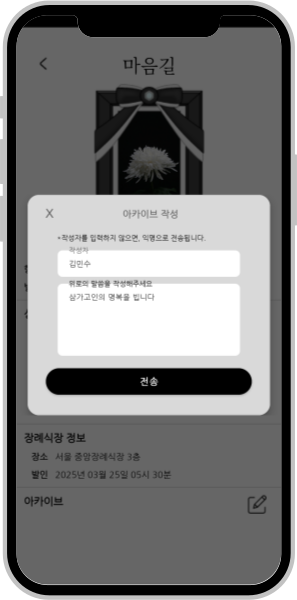 마음길
X 아카이브 작성
*작성자를 입력하지 않으면, 익명으로 전송됩니다.
작성자
김민수
위로의 말씀을 작성해주세요
삼가고인의 명복을 빕니다
전송
장례식장 정보
장소 서울 중앙장례식장 3층
발인 2025년 03월 25일 05시 30분
아카이브